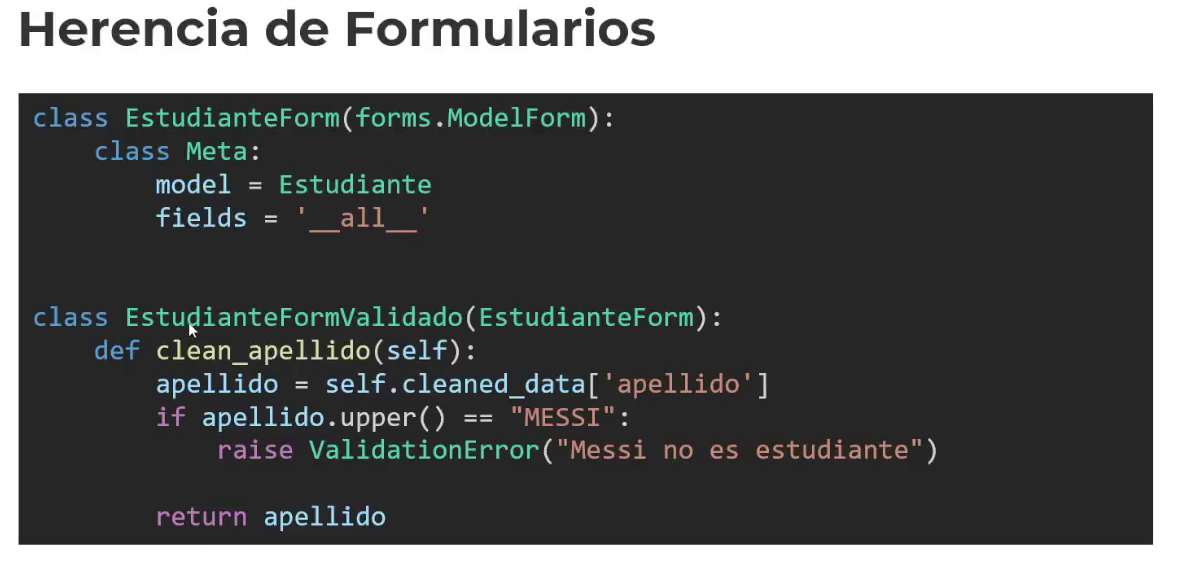 Herencia de Formularios
class EstudianteForm(forms.ModelForm):
    class Meta:
        model = Estudiante
        fields = '__all__'
class EstudianteFormValidado(EstudianteForm):
    def clean_apellido(self):
        apellido = self.cleaned_data['apellido']
        if apellido.upper() == "MESSI":
            raise ValidationError("Messi no es estudiante")
        return apellido